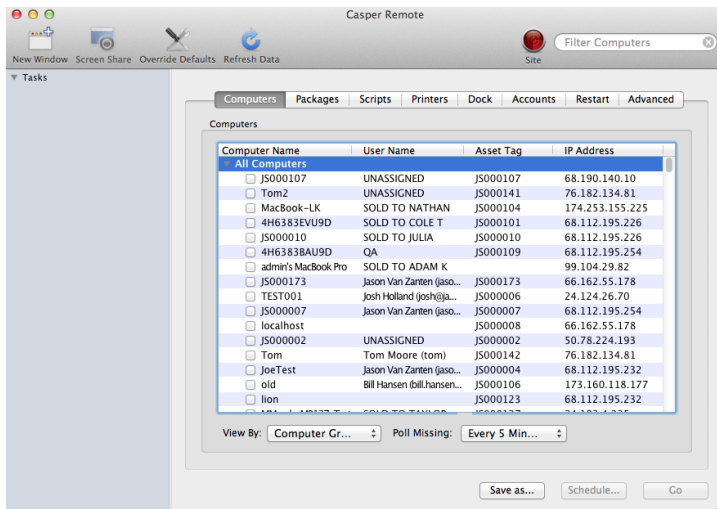 Casper Remote
New Window Screen Share Override Defaults Refresh Data Site Filter Computers
Tasks
Computers Packages Scripts Printers Dock Accounts Restart Advanced
Computers
Computer Name User Name Asset Tag IP Address
All Computers
JS000107 UNASSIGNED JS000107 68.190.140.10
Tom2 UNASSIGNED JS000141 76.182.134.81
MacBook-LK SOLD TO NATHAN JS000104 174.253.155.225
4H6383EVU9D SOLD TO COLE T JS000101 68.112.195.226
JS000010 SOLD TO JULIA JS000010 68.112.195.226
4H6383BAU9D QA JS000109 68.112.195.254
admin's MacBook Pro SOLD TO ADAM K 99.104.29.82
JS000173 Jason Van Zanten (jaso... JS000173 66.162.55.178
TEST001 Josh Holland (josh@ja... JS000006 24.124.26.70
JS000007 Jason Van Zanten (jaso... JS000007 68.112.195.254
localhost JS000008 66.162.55.178
JS000002 UNASSIGNED JS000002 50.78.224.193
Tom Tom Moore (tom) JS000142 76.182.134.81
JoeTest Jason Van Zanten (jaso... JS000004 68.112.195.232
old Bill Hansen (bill.hansen... JS000106 173.160.118.177
lion JS000123 68.112.195.232
SOLD TO TAYLOR
View By: Computer Gr... Poll Missing: Every 5 Min...
Save as... Schedule... Go